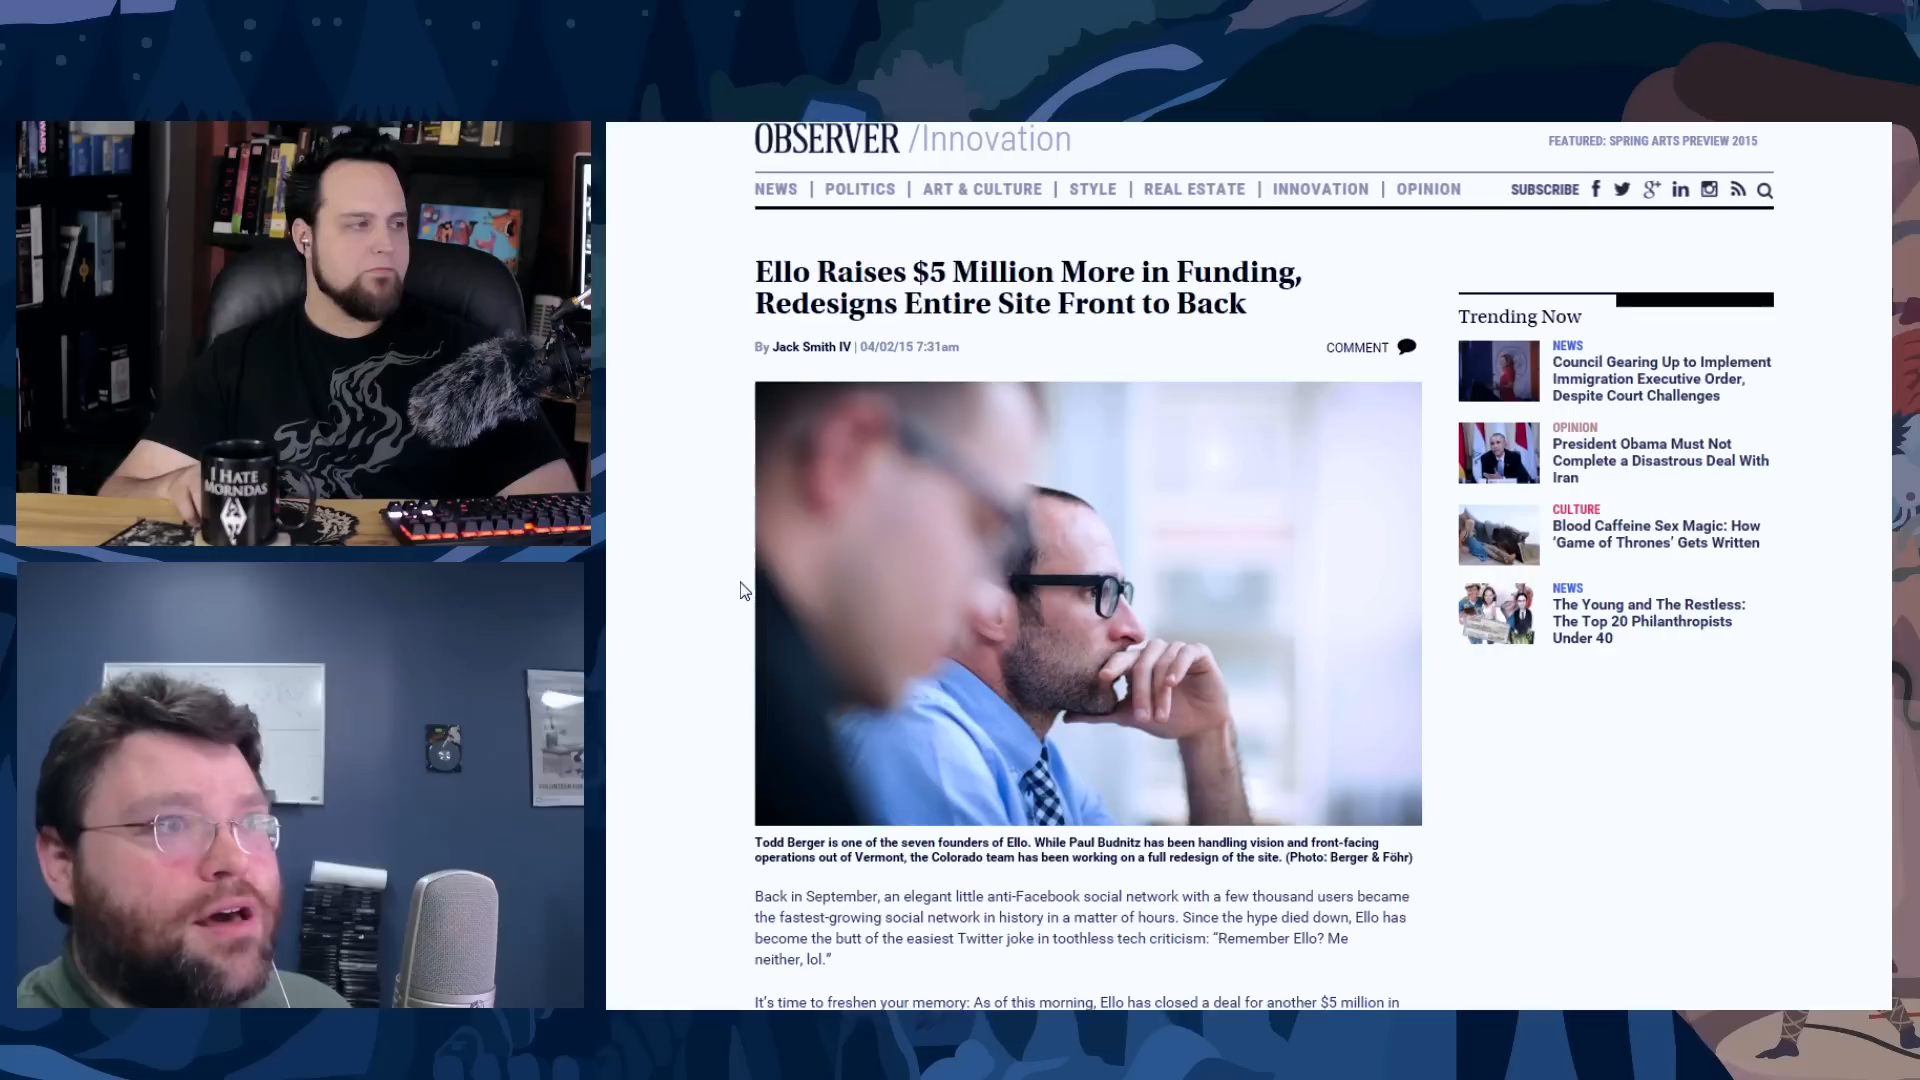 DUNE
DUNE
I HATE
MORNDAS
OBSERVER /Innovation
FEATURED: SPRING ARTS PREVIEW 2015
NEWS | POLITICS | ART & CULTURE | STYLE | REAL ESTATE | INNOVATION | OPINION
SUBSCRIBE
Ello Raises $5 Million More in Funding,
Redesigns Entire Site Front to Back
By Jack Smith IV | 04/02/15 7:31am
COMMENT
Todd Berger is one of the seven founders of Ello. While Paul Budnitz has been handling vision and front-facing
operations out of Vermont, the Colorado team has been working on a full redesign of the site. (Photo: Berger & Föhr)
Back in September, an elegant little anti-Facebook social network with a few thousand users became
the fastest-growing social network in history in a matter of hours. Since the hype died down, Ello has
become the butt of the easiest Twitter joke in toothless tech criticism: “Remember Ello? Me
neither, lol.”
It’s time to freshen your memory: As of this morning, Ello has closed a deal for another $5 million in
Trending Now
NEWS
Council Gearing Up to Implement
Immigration Executive Order,
Despite Court Challenges
OPINION
President Obama Must Not
Complete a Disastrous Deal With
Iran
CULTURE
Blood Caffeine Sex Magic: How
‘Game of Thrones’ Gets Written
NEWS
The Young and The Restless:
The Top 20 Philanthropists
Under 40